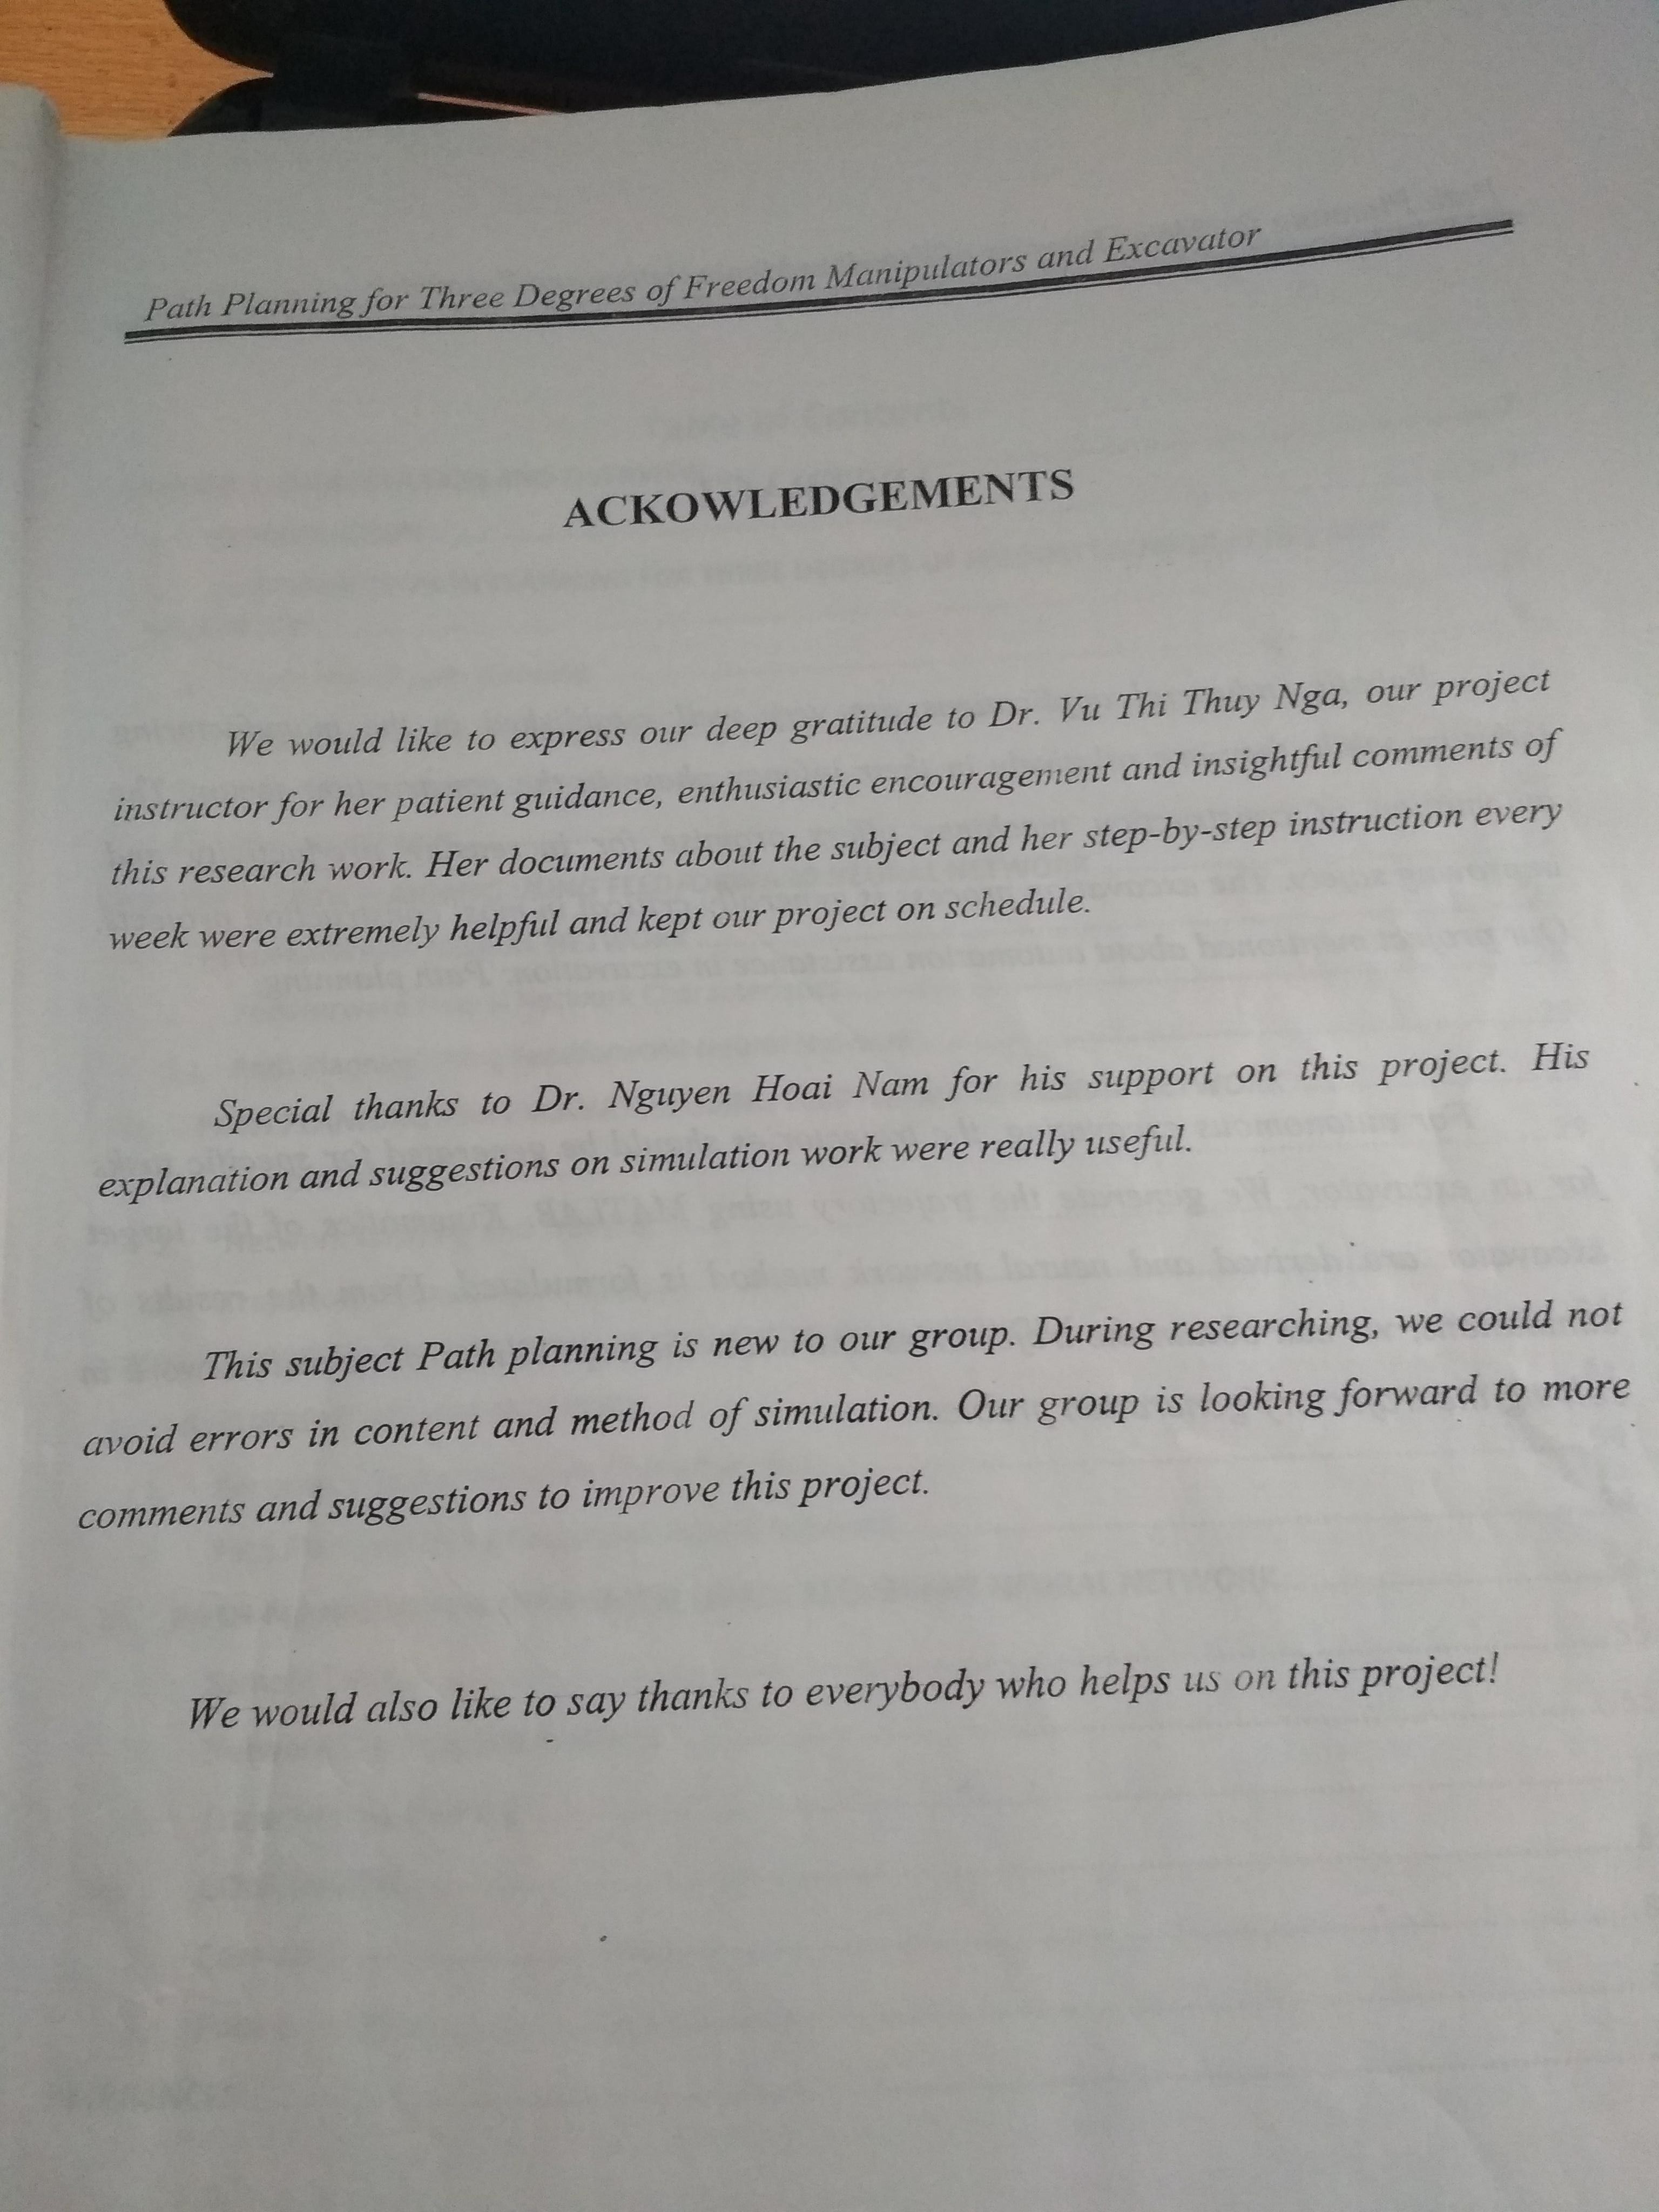 Path Planning for Three Degrees of Freedom Manipulators and Excavator
ACKOWLEDGEMENTS
We would like to express our deep gratitude to Dr. Vu Thi Thuy Nga, our project
instructor for her patient guidance, enthusiastic encouragement and insightful comments of
this research work. Her documents about the subject and her step-by-step instruction every
week were extremely helpful and kept our project on schedule.
Special thanks to Dr. Nguyen Hoai Nam for his support on this project. His
explanation and suggestions on simulation work were really useful.
This subject Path planning is new to our group. During researching, we could not
avoid errors in content and method of simulation. Our group is looking forward to more
comments and suggestions to improve this project.
We would also like to say thanks to everybody who helps us on this project!